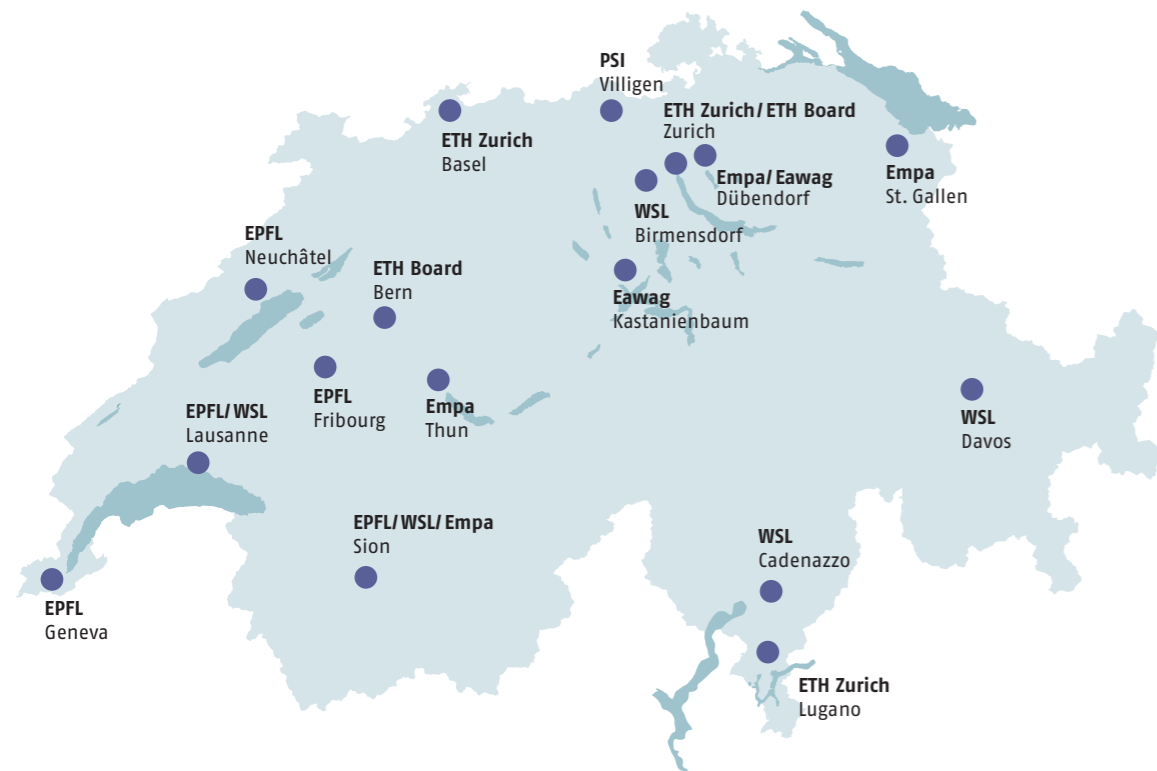 PSI
Villigen
ETH Zurich/ETH Board
Zurich
ETH Zurich
Basel
Empa/Eawag
Dübendorf
Empa
St. Gallen
WSL
Birmensdorf
EPFL
Neuchâtel
ETH Board
Bern
Eawag
Kastanienbaum
EPFL
Fribourg
Empa
Thun
EPFL/WSL
Lausanne
WSL
Davos
EPFL/WSL/Empa
Sion
WSL
Cadenazzo
EPFL
Geneva
ETH Zurich
Lugano